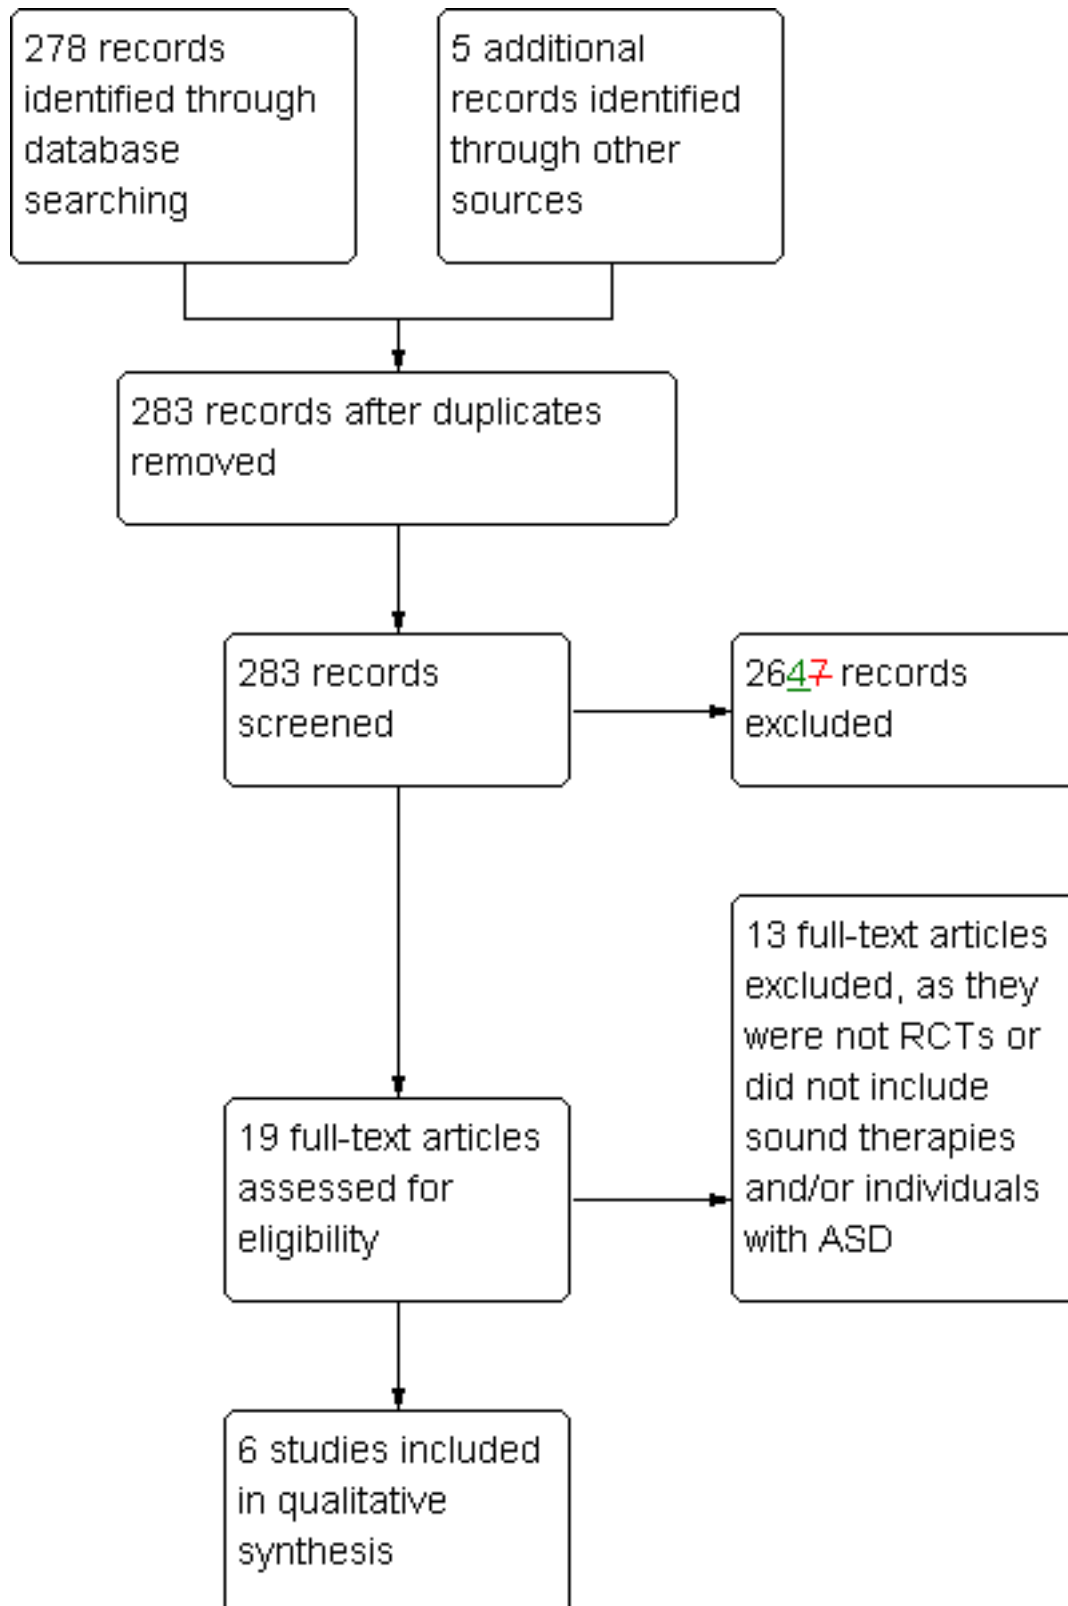 278 records
identified through
database
searching
5 additional
records identified
through other
sources
283 records after duplicates
removed
283 records
screened
2647 records
excluded
13 full-text articles
excluded, as they
were not RCTs or
did not include
sound therapies
and/or individuals
with ASD
19 full-text articles
assessed for
eligibility
6 studies included
in qualitative
synthesis